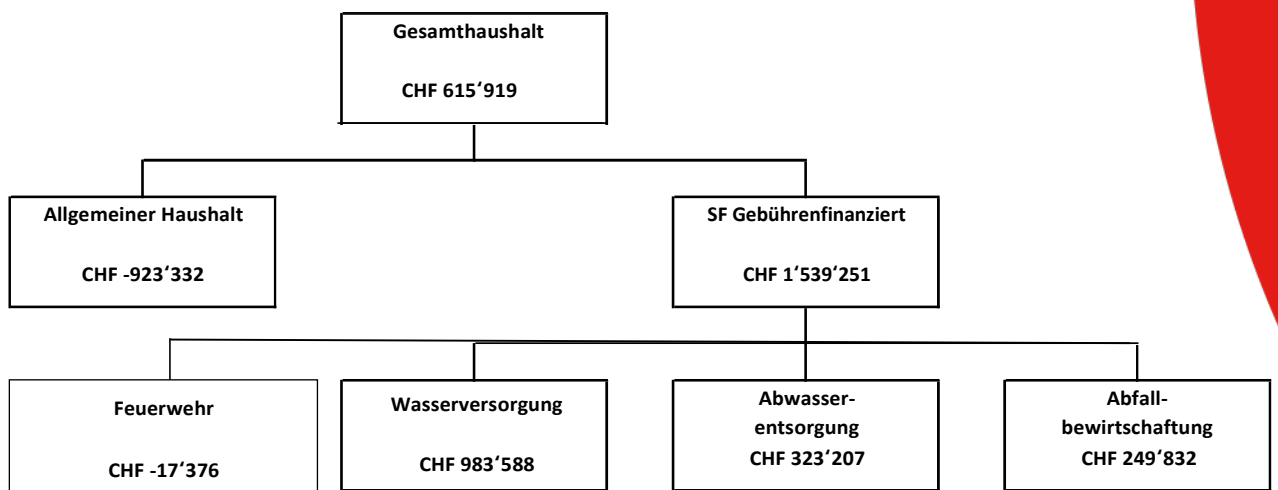 Gesamthaushalt
CHF 615‘919
Allgemeiner Haushalt
CHF -923‘332
SF Gebührenfinanziert
CHF 1‘539‘251
Feuerwehr
CHF -17‘376
Wasserversorgung
CHF 983‘588
Abwasser-
entsorgung
CHF 323‘207
Abfall-
bewirtschaftung
CHF 249‘832